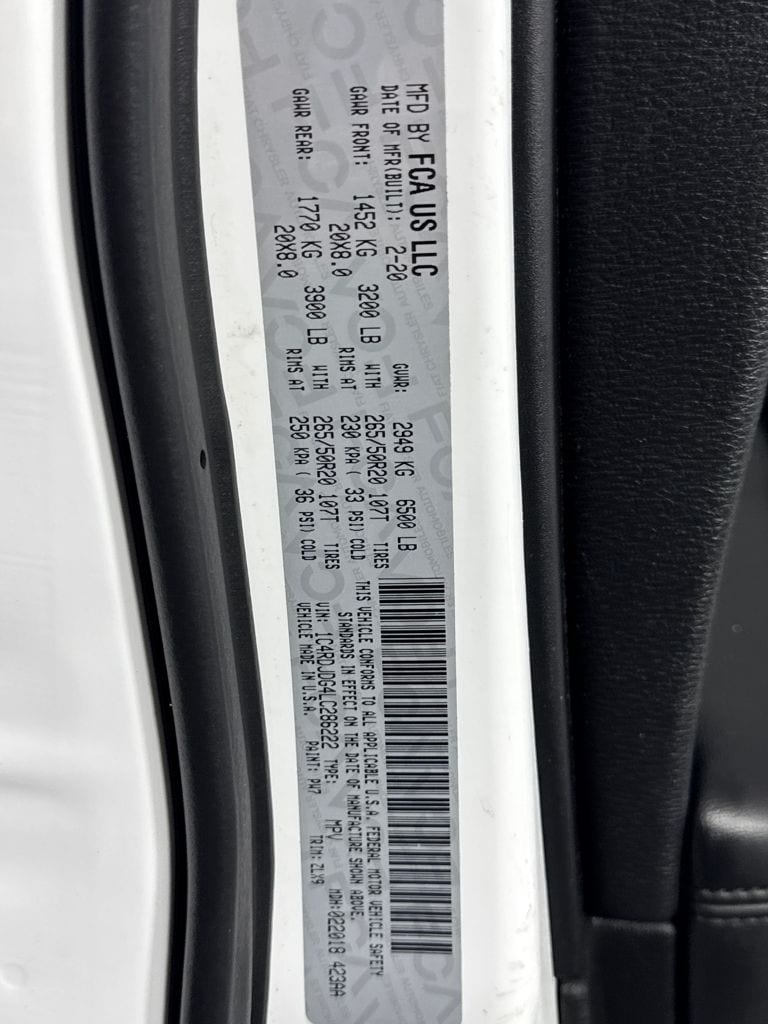 MFD BY FCA US LLC
DATE OF MFR(BUILT): 2-20 GVWR: 2949 KG 6500 LB
GAWR FRONT: 1452 KG 3200 LB WITH 265/50R20 107T TIRES
20X8.0 RIMS AT 230 KPA ( 33 PSI) COLD
GAWR REAR: 1770 KG 3900 LB WITH 265/50R20 107T TIRES
20X8.0 RIMS AT 250 KPA ( 36 PSI) COLD
THIS VEHICLE CONFORMS TO ALL APPLICABLE U.S.A. FEDERAL MOTOR VEHICLE SAFETY
STANDARDS IN EFFECT ON THE DATE OF MANUFACTURE SHOWN ABOVE.
VIN: 1C4RDJDG4LC286222 TYPE: MPV MDH:022018 423AA
VEHICLE MADE IN U.S.A. PAINT: PW7 TRIM: ZLX9